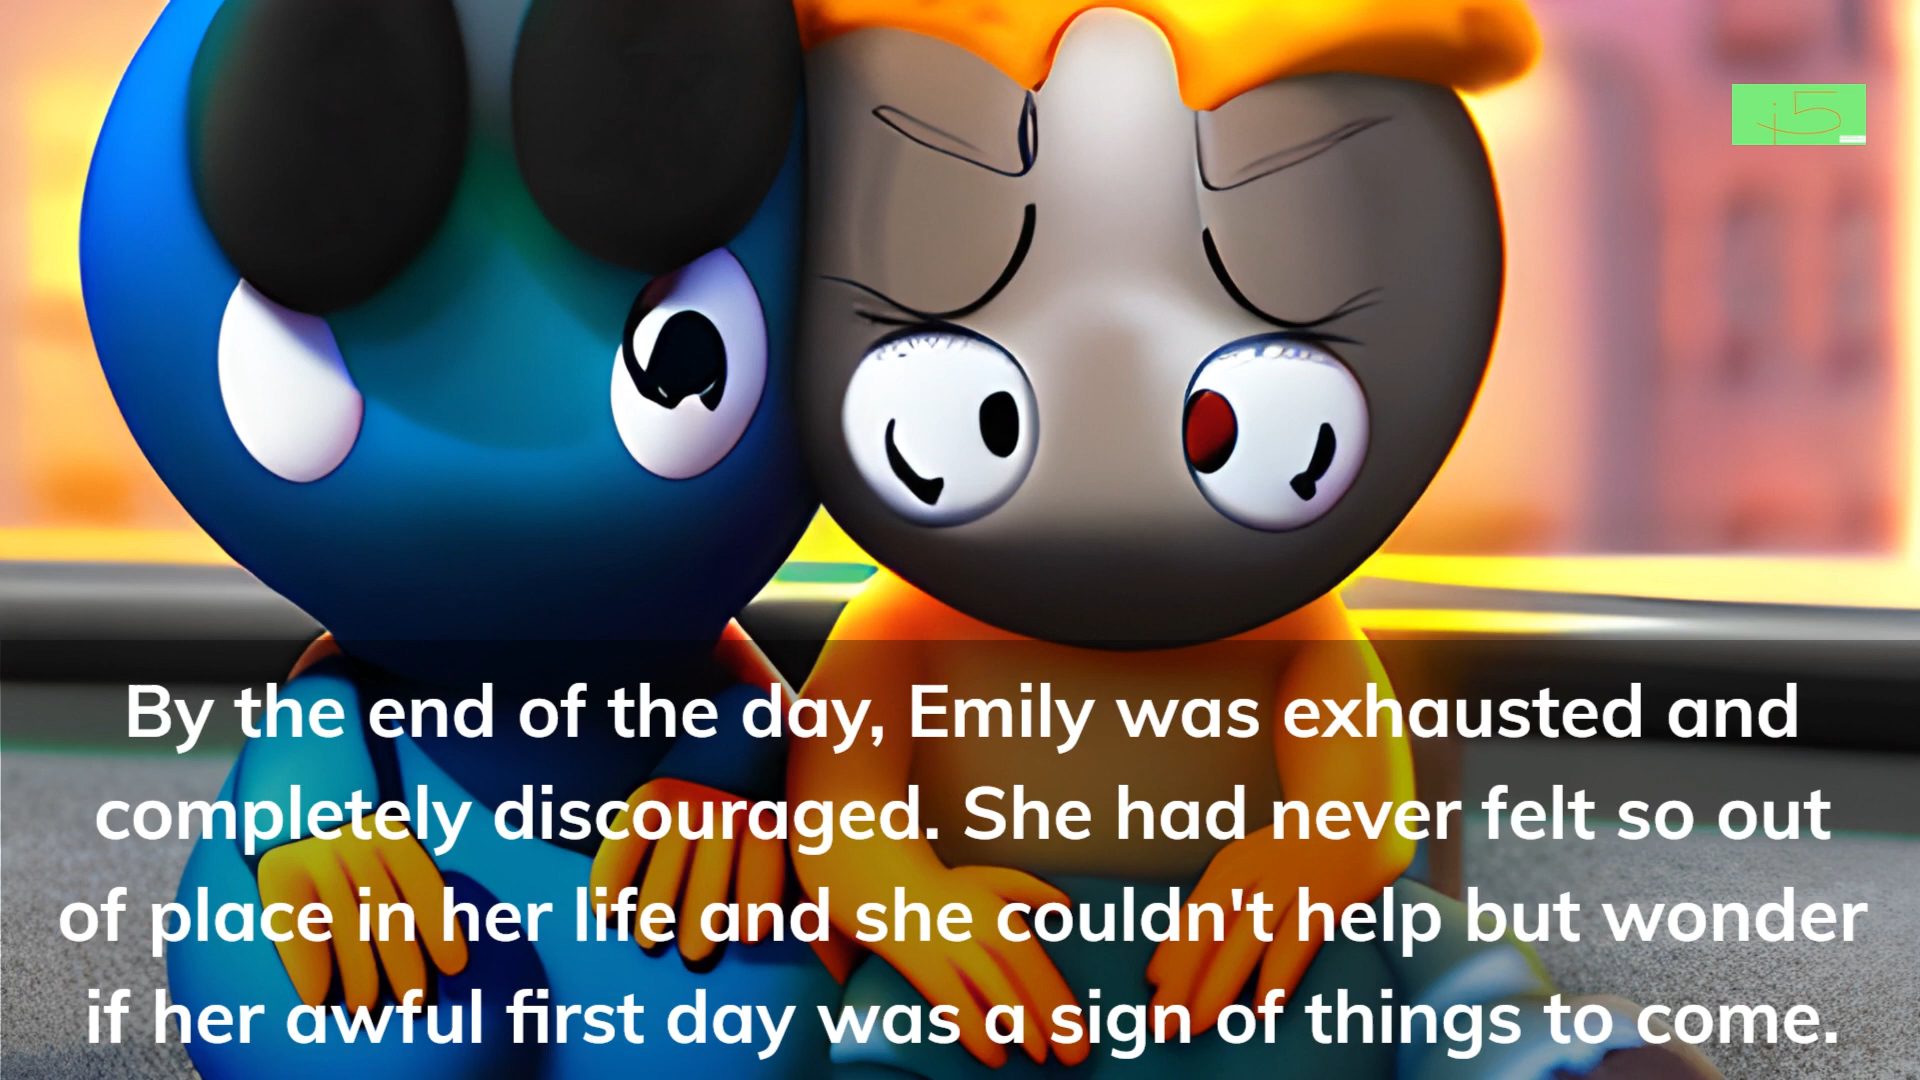 i5
By the end of the day, Emily was exhausted and
completely discouraged. She had never felt so out
of place in her life and she couldn't help but wonder
if her awful first day was a sign of things to come.